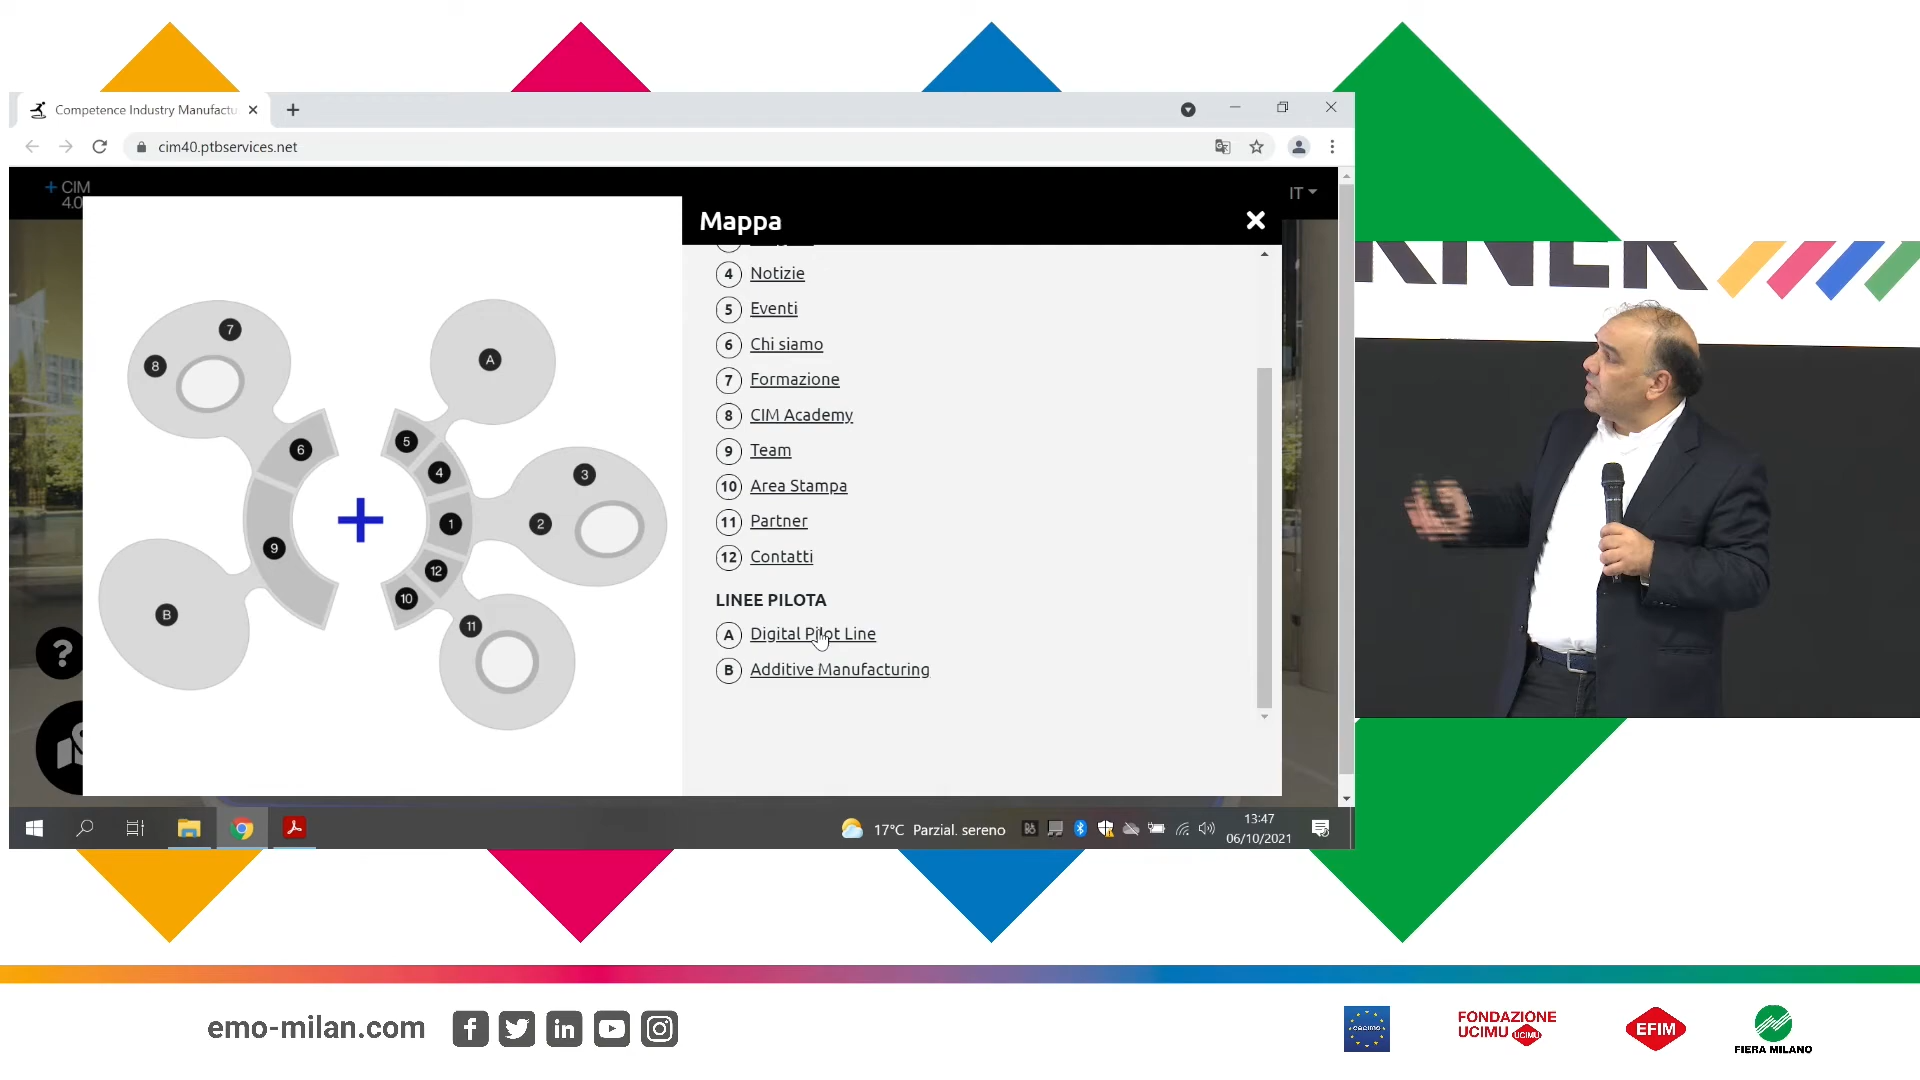 Competence Industry Manufactu
cim40.ptbservices.net
+ CIM
4.0
IT
Mappa
4 Notizie
5 Eventi
6 Chi siamo
7 Formazione
8 CIM Academy
9 Team
10 Area Stampa
11 Partner
12 Contatti
LINEE PILOTA
A Digital Pilot Line
B Additive Manufacturing
7
8
A
6
5
4
3
1
2
9
12
10
11
B
?
17°C Parzial. sereno
13:47
06/10/2021
emo-milan.com
cecimo
FONDAZIONE
UCIMU
UCIMU
EFIM
FIERA MILANO